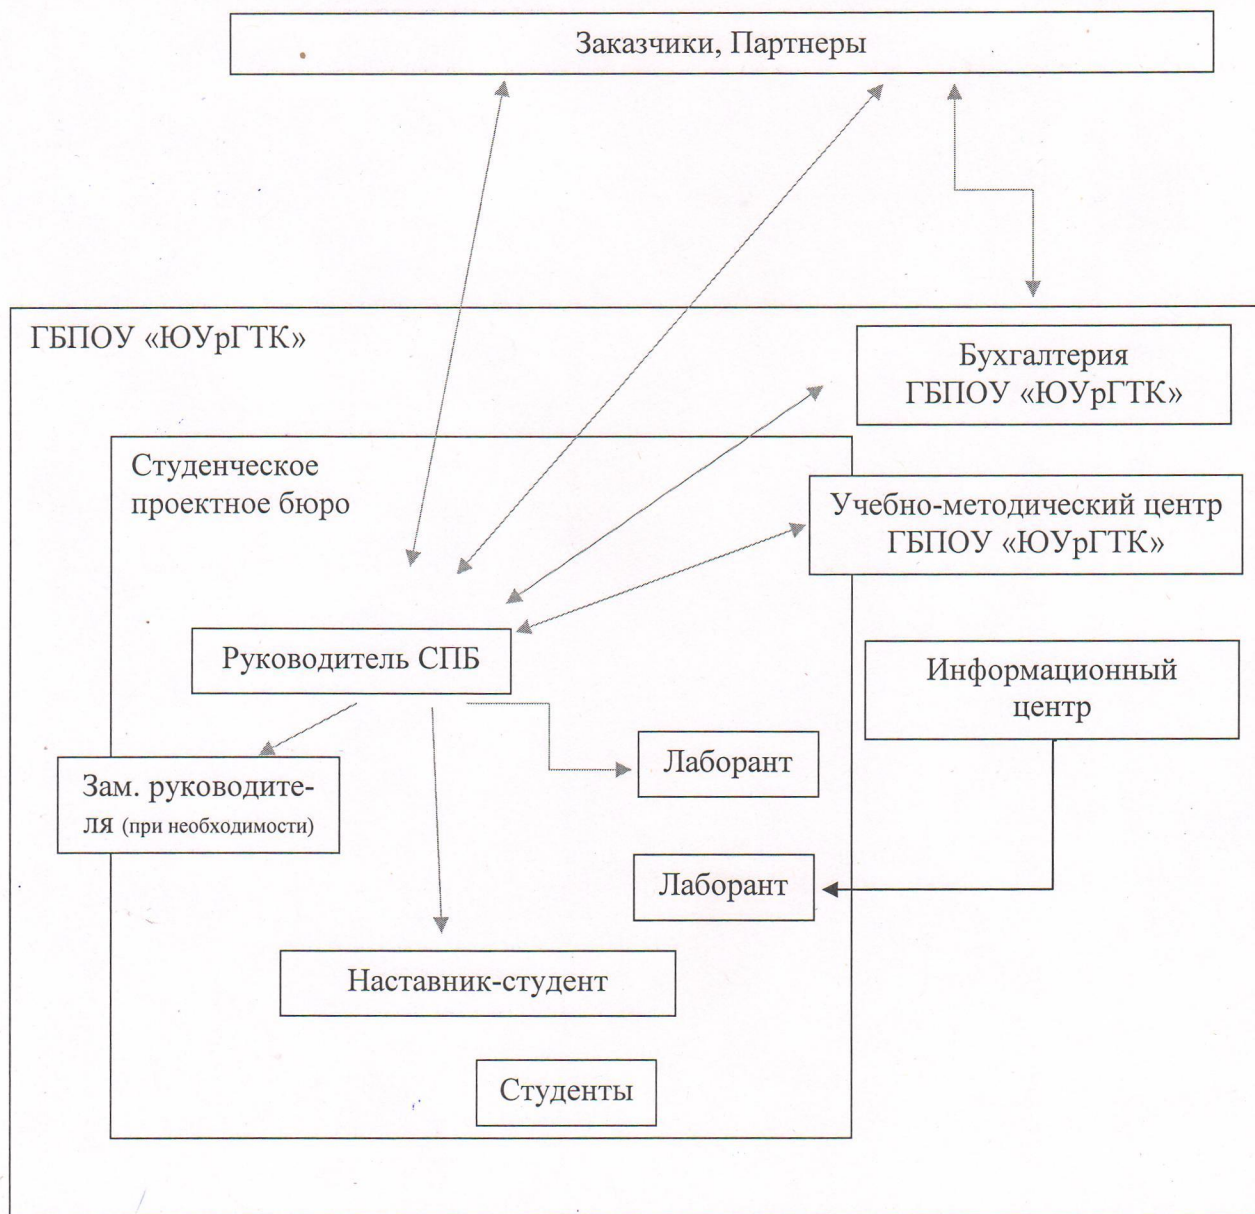 Заказчики, Партнеры
ГБПОУ «ЮУрГТК»
Бухгалтерия
ГБПОУ «ЮУрГТК»
Студенческое
проектное бюро
Учебно-методический центр
ГБПОУ «ЮУрГТК»
Руководитель СПБ
Информационный
центр
Лаборант
Зам. руководите-
ля (при необходимости)
Лаборант
Наставник-студент
Студенты